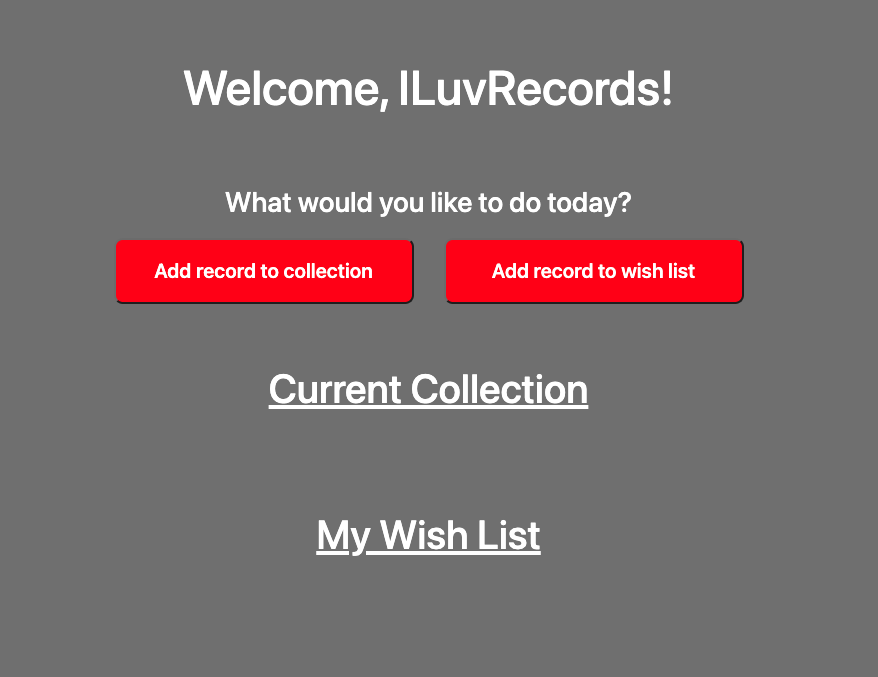 Welcome, ILuvRecords!
What would you like to do today?
Add record to collection
Add record to wish list
Current Collection
My Wish List